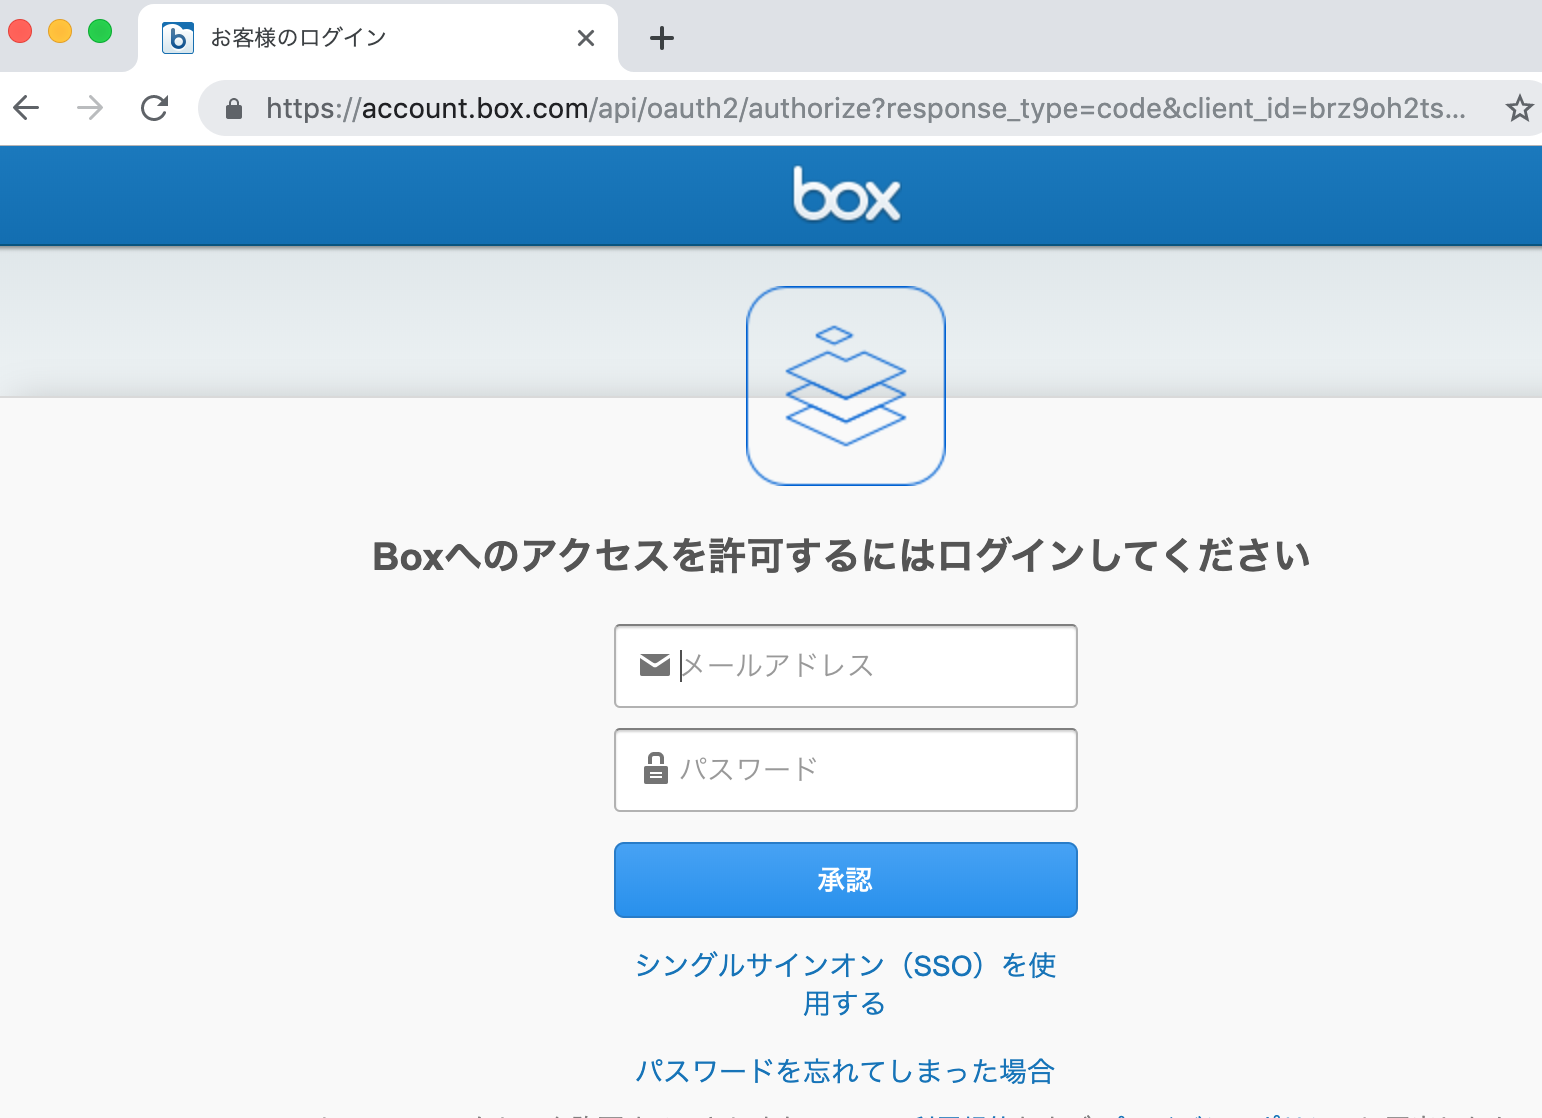 お客様のログイン
https://account.box.com/api/oauth2/authorize?response_type=code&client_id=brz9oh2ts...
box
Boxへのアクセスを許可するにはログインしてください
メールアドレス
パスワード
承認
シングルサインオン（SSO）を使
用する
パスワードを忘れてしまった場合